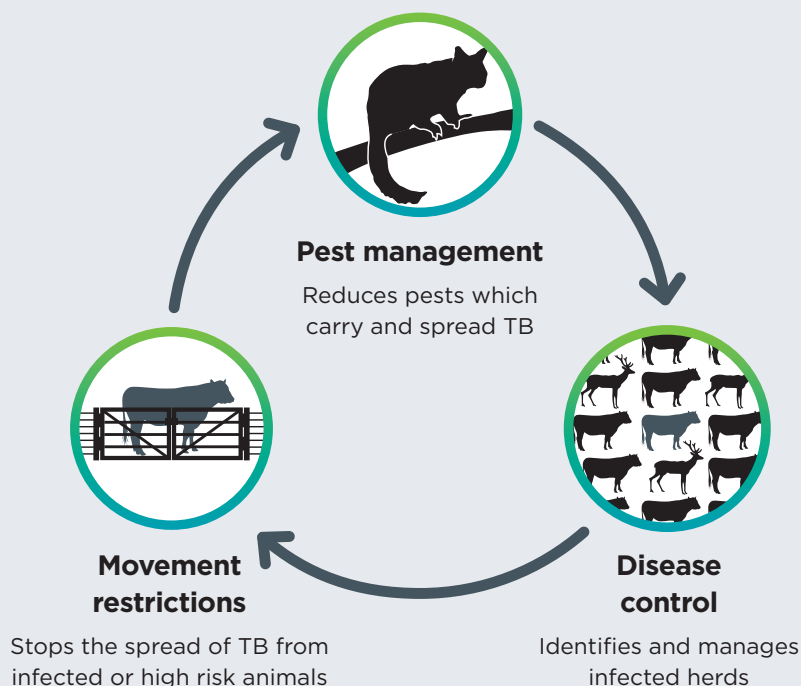 Pest management
Reduces pests which
carry and spread TB
Movement
restrictions
Stops the spread of TB from
infected or high risk animals
Disease
control
Identifies and manages
infected herds